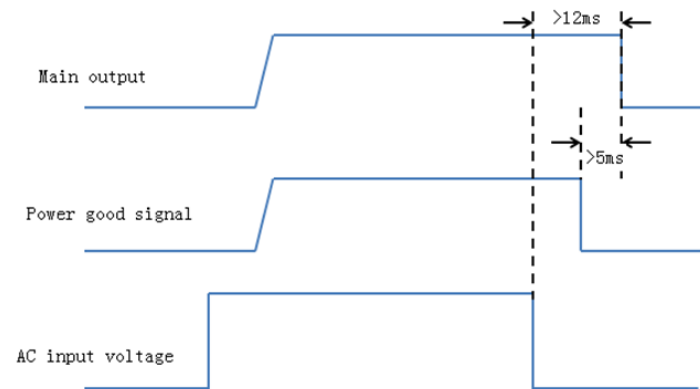 >12ms
Main output
>5ms
Power good signal
AC input voltage